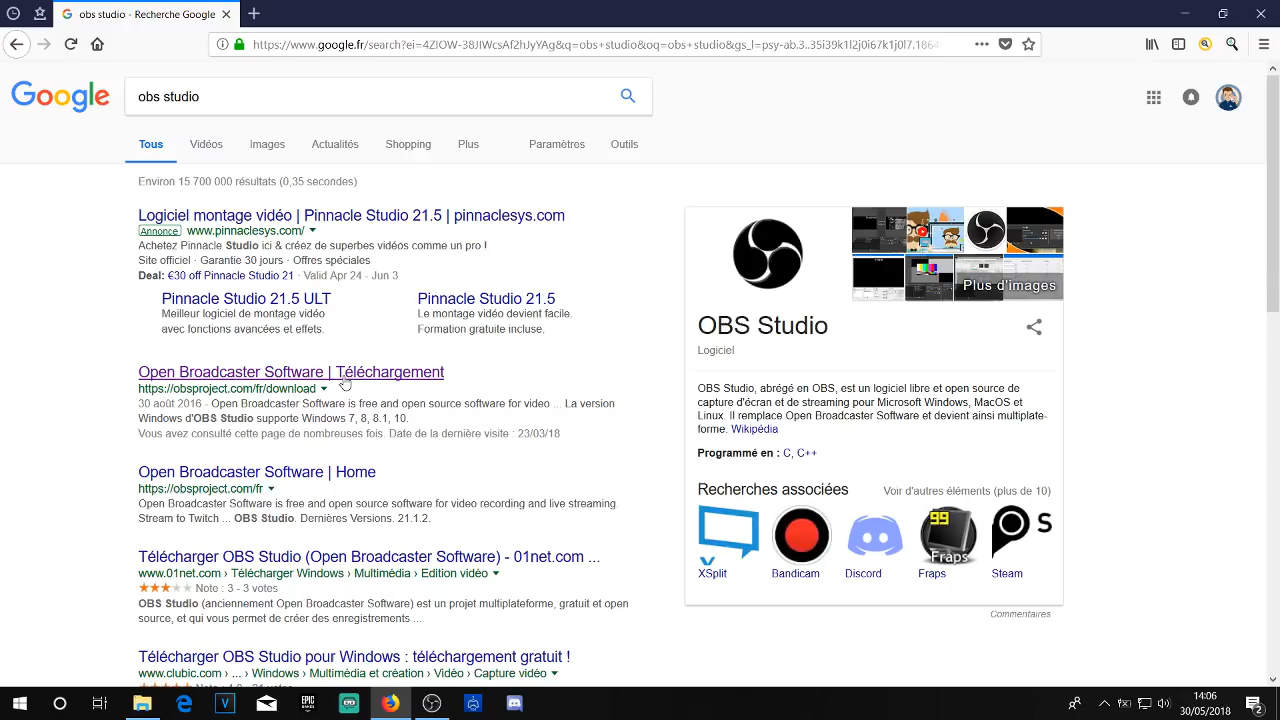 obs studio - Recherche Google
https://www.google.fr/search?ei=4ZIOW-38JIWcsAf2hJyYAg&q=obs+studio&oq=obs+studio&gs_l=psy-ab.3..35i39k1l2j0i67k1j0l7.1864
Google
obs studio
Tous Vidéos Images Actualités Shopping Plus Paramètres Outils
Environ 15 700 000 résultats (0,35 secondes)
Logiciel montage vidéo | Pinnacle Studio 21.5 | pinnaclesys.com
Annonce www.pinnaclesys.com/
Achetez Pinnacle Studio ici & créez de superbes vidéos comme un pro !
Site officiel · Garantie 30 jours · Offres spéciales
Deal: €30 off Pinnacle Studio 21 · Valid Apr 24 - Jun 3
Pinnacle Studio 21.5 ULT
Meilleur logiciel de montage vidéo
avec fonctions avancées et effets.
Pinnacle Studio 21.5
Le montage vidéo devient facile.
Formation gratuite incluse.
Open Broadcaster Software | Téléchargement
https://obsproject.com/fr/download
30 août 2016 - Open Broadcaster Software is free and open source software for video ... La version
Windows d'OBS Studio supporte Windows 7, 8, 8.1, 10.
Vous avez consulté cette page de nombreuses fois. Date de la dernière visite : 23/03/18
Open Broadcaster Software | Home
https://obsproject.com/fr
Open Broadcaster Software is free and open source software for video recording and live streaming.
Stream to Twitch ... OBS Studio. Dernières Versions. 21.1.2.
Télécharger OBS Studio (Open Broadcaster Software) - 01net.com ...
www.01net.com › Télécharger Windows › Multimédia › Edition vidéo
Note : 3 - 3 votes
OBS Studio (anciennement Open Broadcaster Software) est un projet multiplateforme, gratuit et open
source, et qui vous permet de créer des enregistrements ...
Télécharger OBS Studio pour Windows : téléchargement gratuit !
www.clubic.com › ... › Windows › Multimédia et création › Vidéo › Capture vidéo
Plus d'images
OBS Studio
Logiciel
OBS Studio, abrégé en OBS, est un logiciel libre et open source de
capture d'écran et de streaming pour Microsoft Windows, MacOS et
Linux. Il remplace Open Broadcaster Software et devient ainsi multiplate-
forme. Wikipédia
Programmé en : C, C++
Recherches associées Voir d'autres éléments (plus de 10)
99
Fraps
S
XSplit Bandicam Discord Fraps Steam
Commentaires
V
EPIC
GAMES
14:06
30/05/2018
2